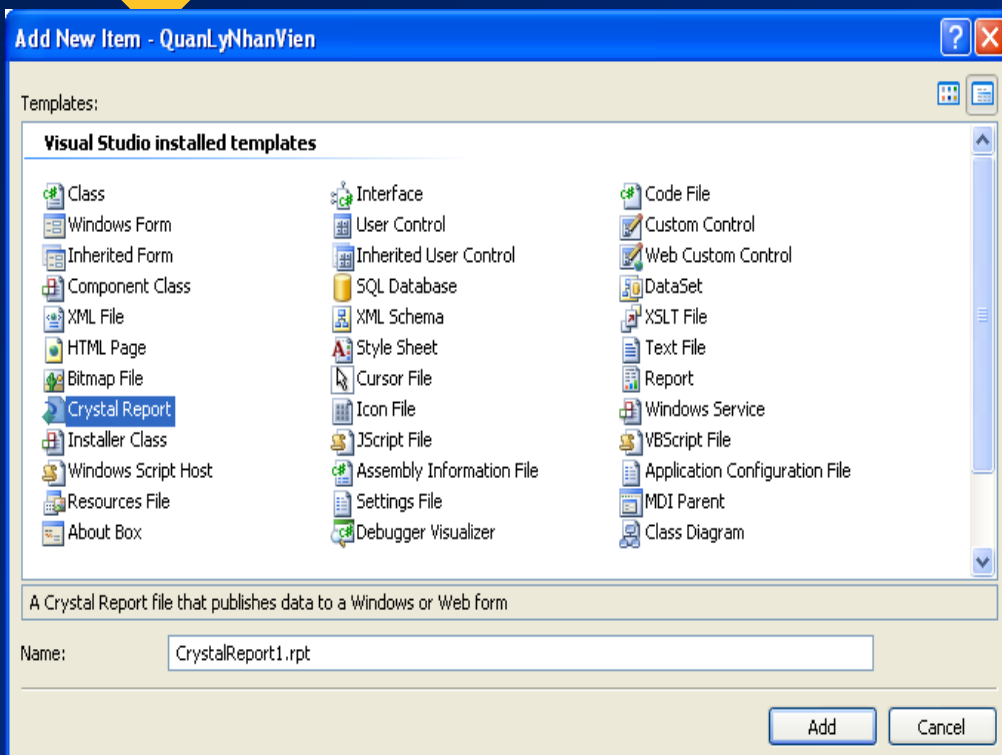 Add New Item - QuanLyNhanVien
Templates:
Visual Studio installed templates
Class Interface Code File
Windows Form User Control Custom Control
Inherited Form Inherited User Control Web Custom Control
Component Class SQL Database DataSet
XML File XML Schema XSLT File
HTML Page Style Sheet Text File
Bitmap File Cursor File Report
Crystal Report Icon File Windows Service
Installer Class JScript File VBScript File
Windows Script Host Assembly Information File Application Configuration File
Resources File Settings File MDI Parent
About Box Debugger Visualizer Class Diagram
A Crystal Report file that publishes data to a Windows or Web form
Name: CrystalReport1.rpt
Add Cancel